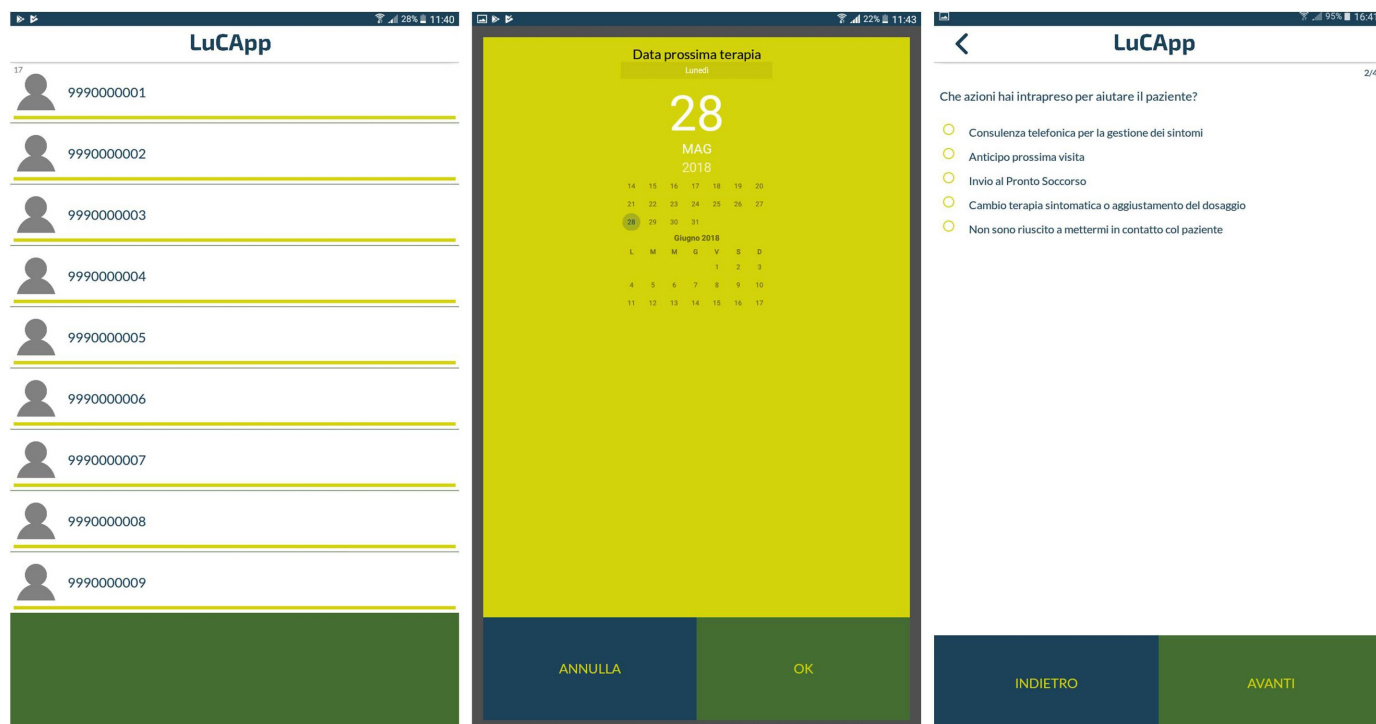 28% 11:40
LuCApp
17
9990000001
9990000002
9990000003
9990000004
9990000005
9990000006
9990000007
9990000008
9990000009
22% 11:43
Data prossima terapia
Lunedì
28
MAG
2018
14 15 16 17 18 19 20
21 22 23 24 25 26 27
28 29 30 31
Giugno 2018
L M M G V S D
1 2 3
4 5 6 7 8 9 10
11 12 13 14 15 16 17
ANNULLA OK
95% 16:41
LuCApp
2/4
Che azioni hai intrapreso per aiutare il paziente?
Consulenza telefonica per la gestione dei sintomi
Anticipo prossima visita
Invio al Pronto Soccorso
Cambio terapia sintomatica o aggiustamento del dosaggio
Non sono riuscito a mettermi in contatto col paziente
INDIETRO AVANTI